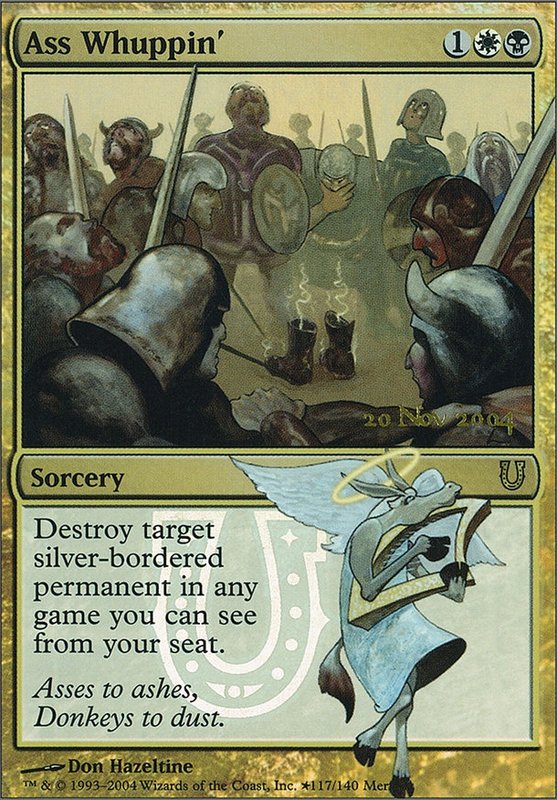 Ass Whuppin' 1
20 Nov 2004
Sorcery
Destroy target
silver-bordered
permanent in any
game you can see
from your seat.
Asses to ashes,
Donkeys to dust.
Don Hazeltine
™ & © 1993–2004 Wizards of the Coast, Inc. ★117/140